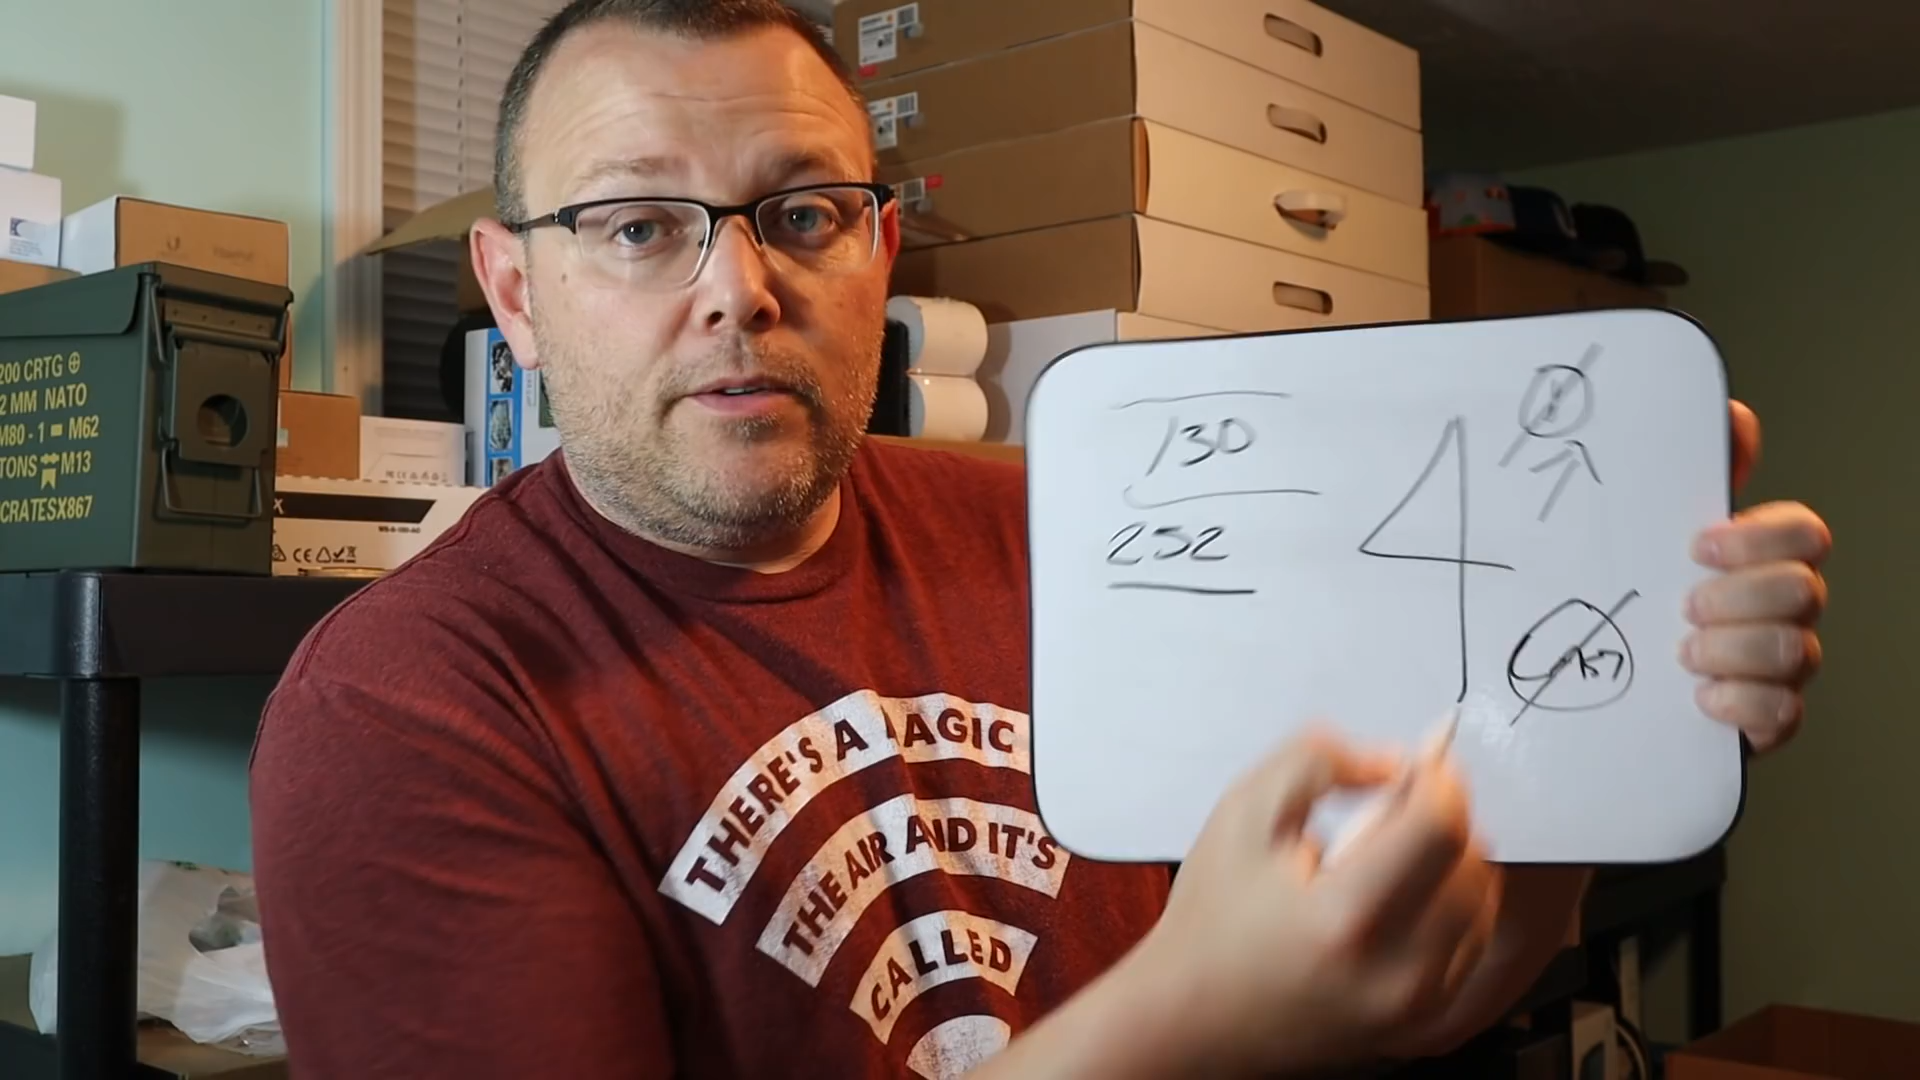 200 CRTG ⊕
2 MM NATO
M80 - 1 = M62
TONS M13
CRATESX867
130
252
4
THERE'S A MAGIC
THE AIR AND IT'S
CALLED